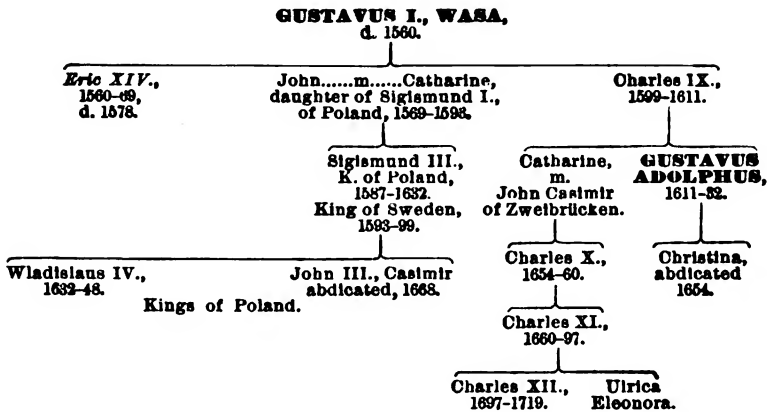 GUSTAVUS I., WASA,
d. 1560.
Eric XIV.,
1560-69,
d. 1578.
John......m......Catharine,
daughter of Sigismund I.,
of Poland, 1569-1598.
Charles IX.,
1599-1611.
Sigismund III.,
K. of Poland,
1587-1632.
King of Sweden,
1593-99.
Catharine,
m.
John Casimir
of Zweibrücken.
GUSTAVUS
ADOLPHUS,
1611-32.
Wladislaus IV.,
1632-48.
John III., Casimir
abdicated, 1668.
Kings of Poland.
Charles X.,
1654-60.
Christina,
abdicated
1654.
Charles XI.,
1660-97.
Charles XII.,
1697-1719.
Ulrica
Eleonora.